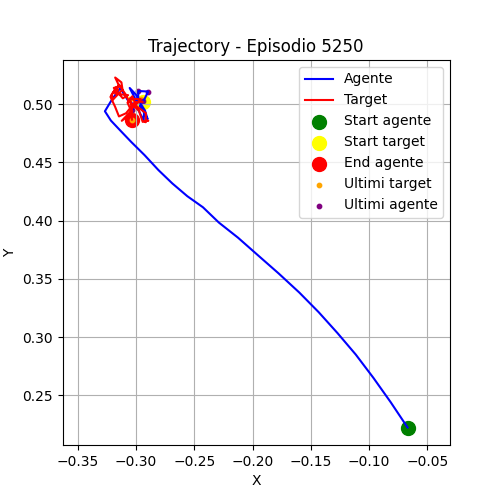 Trajectory - Episodio 5250
Agente
Target
Start agente
Start target
End agente
Ultimi target
Ultimi agente
Y
0.50
0.45
0.40
0.35
0.30
0.25
−0.35 −0.30 −0.25 −0.20 −0.15 −0.10 −0.05
X